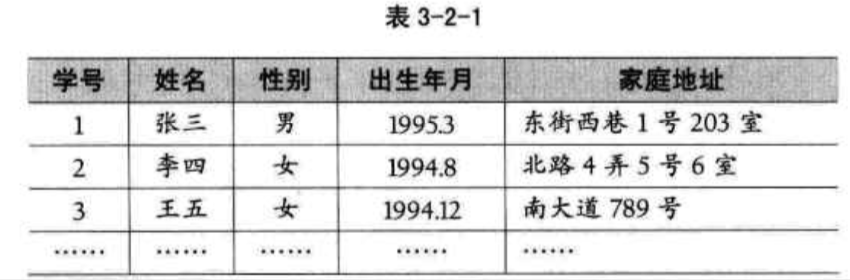 表 3-2-1
学号 姓名 性别 出生年月 家庭地址
1 张三 男 1995.3 东街西巷 1 号 203 室
2 李四 女 1994.8 北路 4 弄 5 号 6 室
3 王五 女 1994.12 南大道 789 号
…… …… …… …… ……